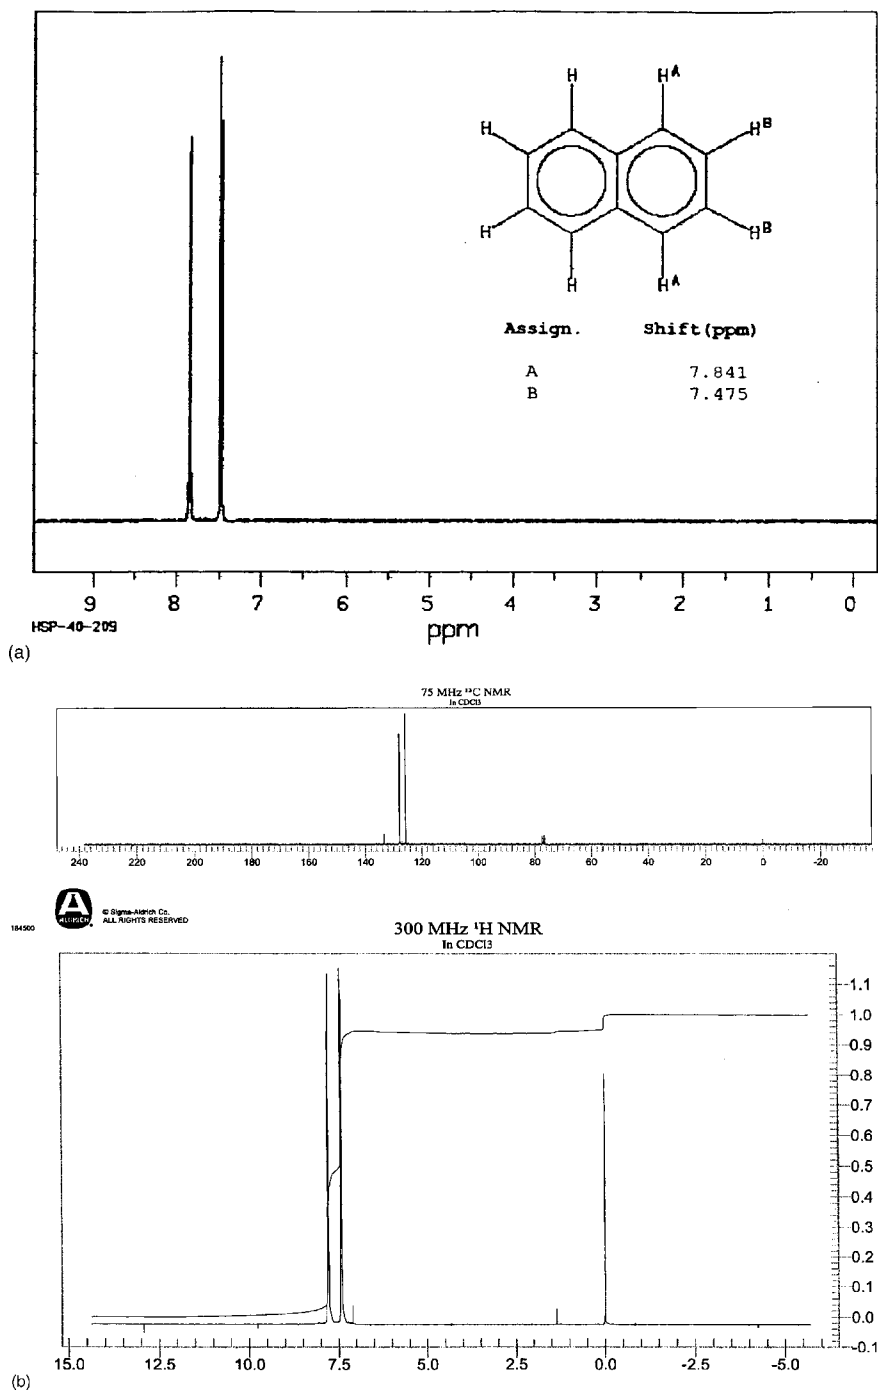 H H A
H H B
H H B
H H A
Assign. Shift(ppm)
A 7.841
B 7.475
9 8 7 6 5 4 3 2 1 0
HSP-40-209
ppm
(a)
75 MHz ¹³C NMR
In CDCl3
240 220 200 180 160 140 120 100 80 60 40 20 0 -20
A
ALDRICH
© Sigma-Aldrich Co.
ALL RIGHTS RESERVED
184500
300 MHz ¹H NMR
In CDCl3
1.1
1.0
0.9
0.8
0.7
0.6
0.5
0.4
0.3
0.2
0.1
0.0
-0.1
15.0 12.5 10.0 7.5 5.0 2.5 0.0 -2.5 -5.0
(b)